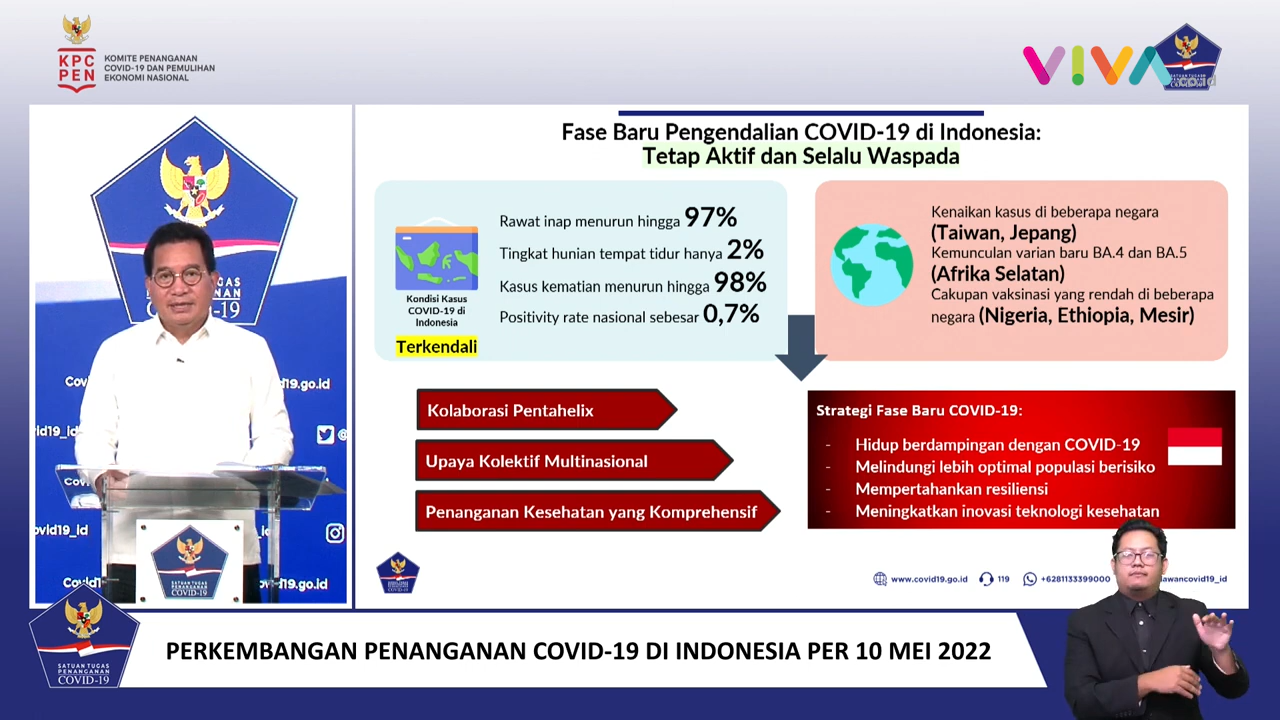 KPC
PEN
KOMITE PENANGANAN
COVID-19 DAN PEMULIHAN
EKONOMI NASIONAL
VIVA
.co.id
Fase Baru Pengendalian COVID-19 di Indonesia:
Tetap Aktif dan Selalu Waspada
Kondisi Kasus
COVID-19 di
Indonesia
Terkendali
Rawat inap menurun hingga 97%
Tingkat hunian tempat tidur hanya 2%
Kasus kematian menurun hingga 98%
Positivity rate nasional sebesar 0,7%
Kenaikan kasus di beberapa negara
(Taiwan, Jepang)
Kemunculan varian baru BA.4 dan BA.5
(Afrika Selatan)
Cakupan vaksinasi yang rendah di beberapa
negara (Nigeria, Ethiopia, Mesir)
Kolaborasi Pentahelix
Upaya Kolektif Multinasional
Penanganan Kesehatan yang Komprehensif
Strategi Fase Baru COVID-19:
- Hidup berdampingan dengan COVID-19
- Melindungi lebih optimal populasi berisiko
- Mempertahankan resiliensi
- Meningkatkan inovasi teknologi kesehatan
www.covid19.go.id 119 +6281133399000 lawancovid19_id
SATUAN TUGAS
PENANGANAN
COVID-19
SATUAN TUGAS
PENANGANAN
COVID-19
PERKEMBANGAN PENANGANAN COVID-19 DI INDONESIA PER 10 MEI 2022